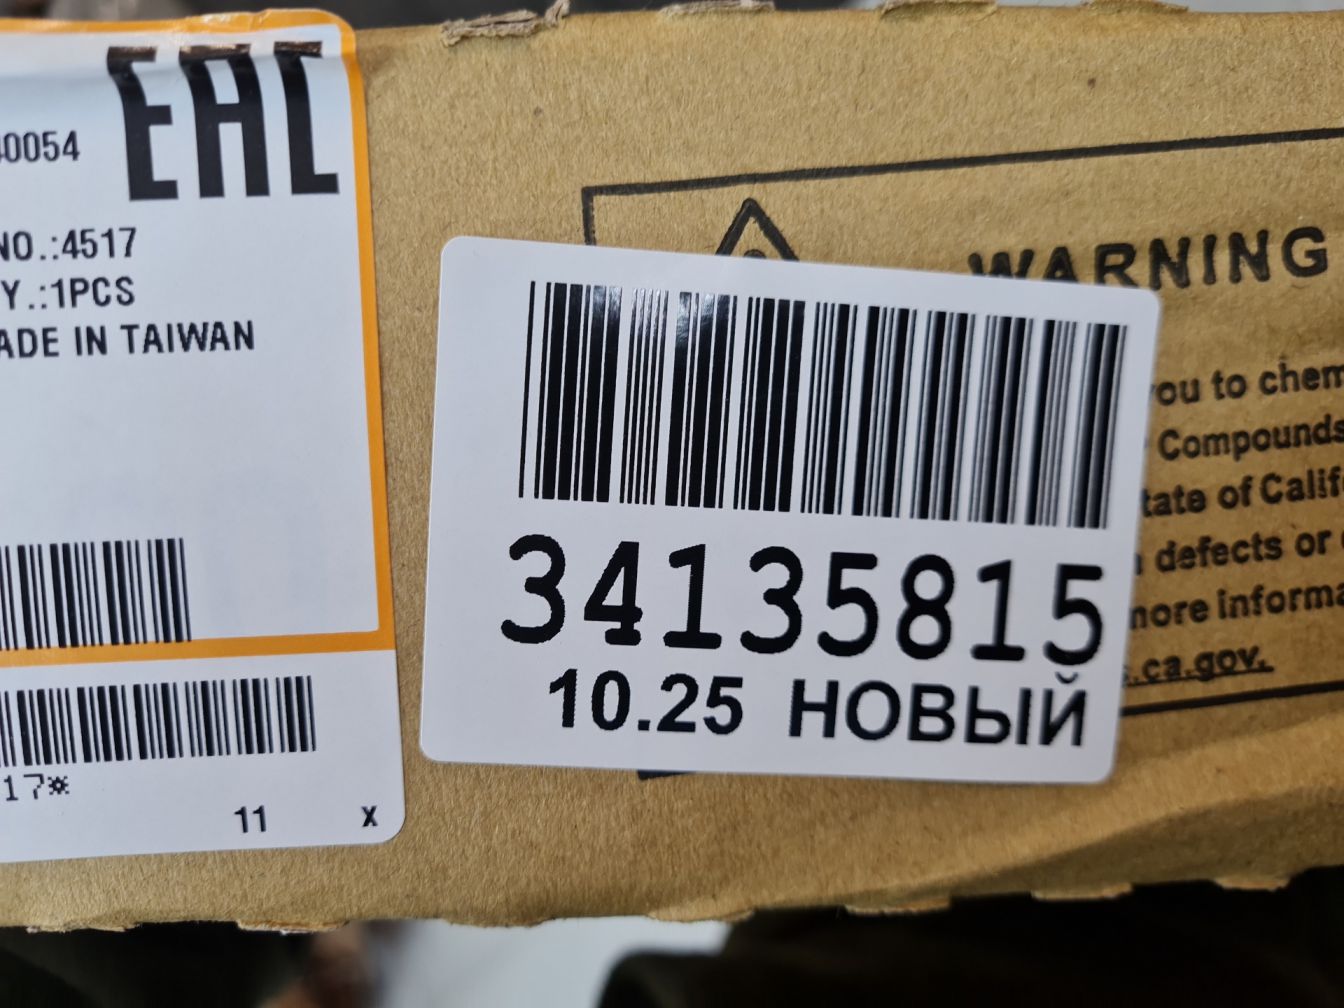 EAC
40054
NO.:4517
Y.:1PCS
ADE IN TAIWAN
17*
11 X
WARNING
you to chem
Compounds
tate of Calif
defects or
more informa
.ca.gov.
34135815
10.25 НОВЫЙ